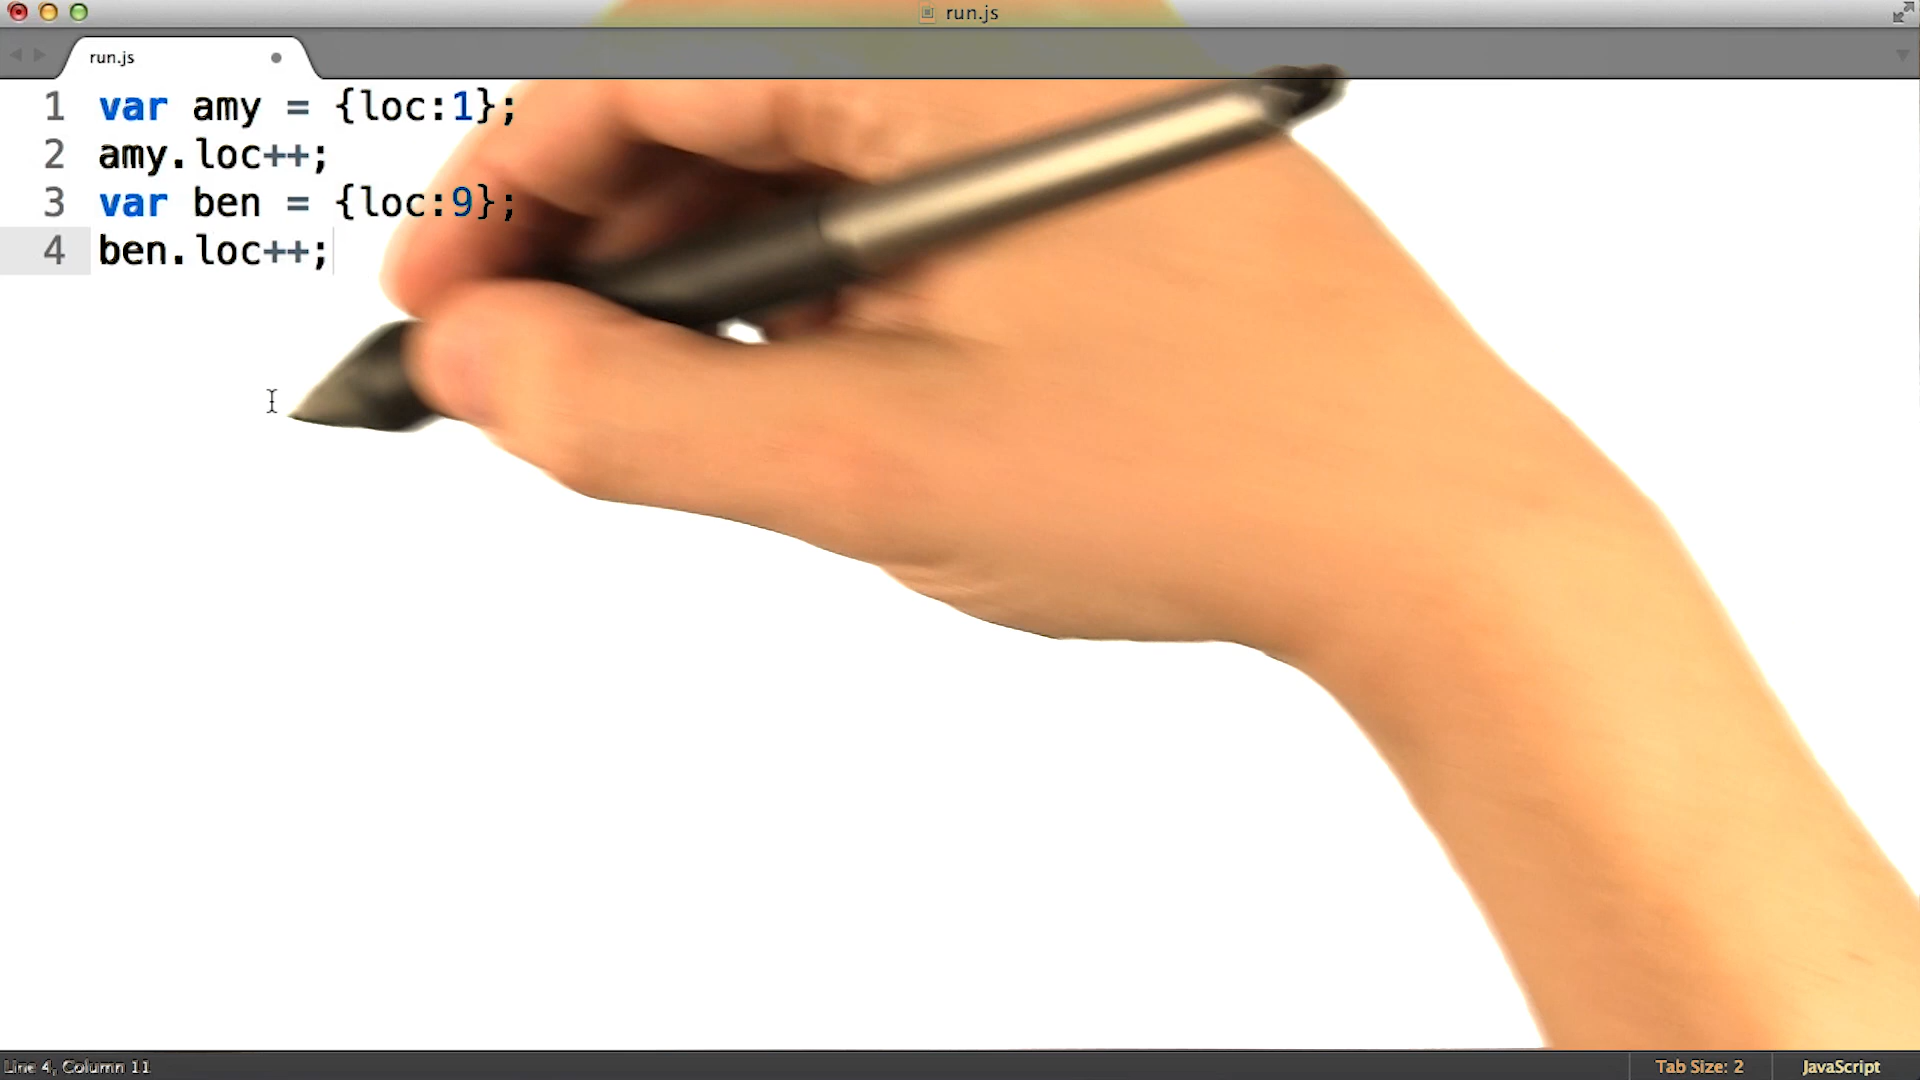 run.js
run.js
1 var amy = {loc:1};
2 amy.loc++;
3 var ben = {loc:9};
4 ben.loc++;
Line 4, Column 11
Tab Size: 2
JavaScript